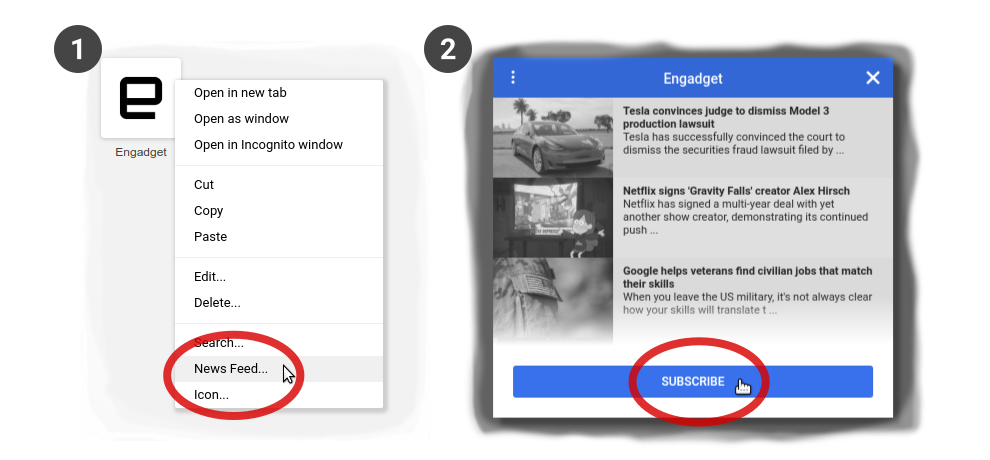 1
Engadget
Open in new tab
Open as window
Open in Incognito window
Cut
Copy
Paste
Edit...
Delete...
Search...
News Feed...
Icon...
2
Engadget
Tesla convinces judge to dismiss Model 3
production lawsuit
Tesla has successfully convinced the court to
dismiss the securities fraud lawsuit filed by ...
Netflix signs 'Gravity Falls' creator Alex Hirsch
Netflix has signed a multi-year deal with yet
another show creator, demonstrating its continued
push ...
Google helps veterans find civilian jobs that match
their skills
When you leave the US military, it's not always clear
how your skills will translate t ...
SUBSCRIBE